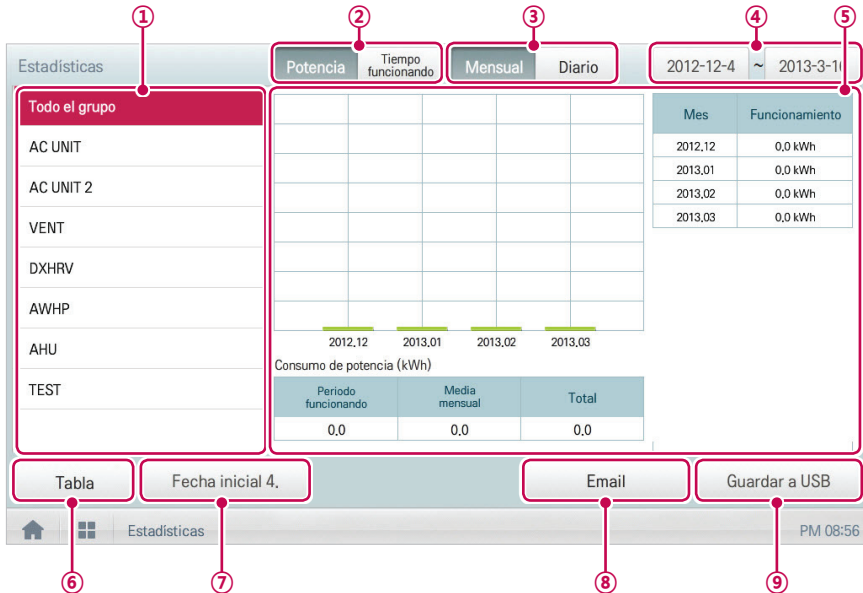 ① ② ③ ④ ⑤
Estadísticas
Potencia
Tiempo
funcionando
Mensual
Diario
2012-12-4 ~ 2013-3-10
Todo el grupo
AC UNIT
AC UNIT 2
VENT
DXHRV
AWHP
AHU
TEST
2012,12 2013,01 2013,02 2013,03
Consumo de potencia (kWh)
Periodo
funcionando
Media
mensual
Total
0,0 0,0 0,0
Mes Funcionamiento
2012,12 0,0 kWh
2013,01 0,0 kWh
2013,02 0,0 kWh
2013,03 0,0 kWh
Tabla
Fecha inicial 4,
Email
Guardar a USB
Estadísticas
PM 08:56
⑥ ⑦ ⑧ ⑨